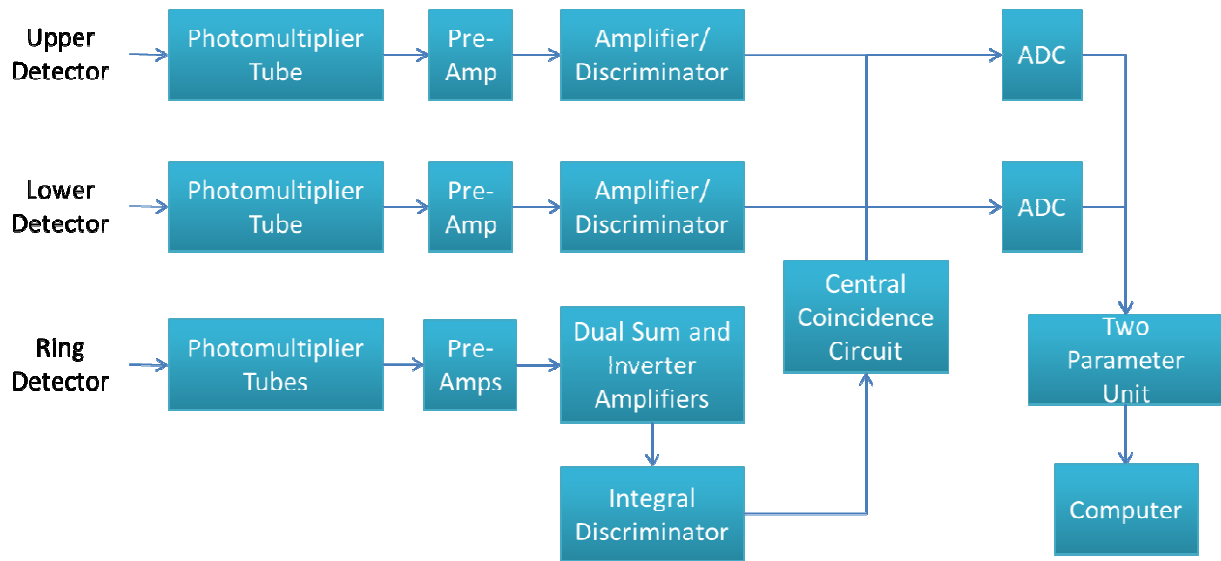 Upper
Detector
Photomultiplier
Tube
Pre-
Amp
Amplifier/
Discriminator
ADC
Lower
Detector
Photomultiplier
Tube
Pre-
Amp
Amplifier/
Discriminator
ADC
Central
Coincidence
Circuit
Ring
Detector
Photomultiplier
Tubes
Pre-
Amps
Dual Sum and
Inverter
Amplifiers
Two
Parameter
Unit
Integral
Discriminator
Computer